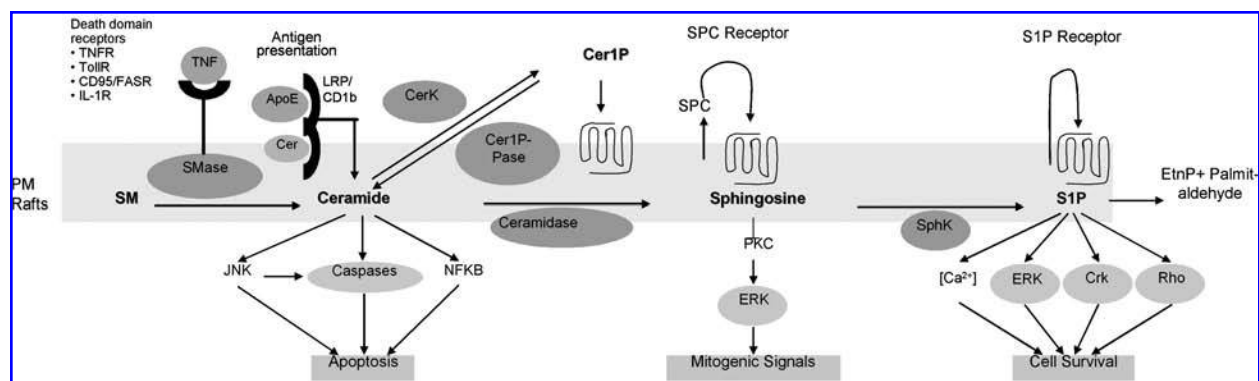 Death domain
receptors
• TNFR
• TollR
• CD95/FASR
• IL-1R
TNF
Antigen
presentation
ApoE
LRP/
CD1b
Cer
CerK
Cer1P
Cer1P-
Pase
SPC Receptor
SPC
S1P Receptor
PM
Rafts
SMase
SM
Ceramide
Ceramidase
Sphingosine
SphK
S1P
EtnP+ Palmit-
aldehyde
JNK
Caspases
NFKB
PKC
ERK
[Ca²⁺]
ERK
Crk
Rho
Apoptosis
Mitogenic Signals
Cell Survival